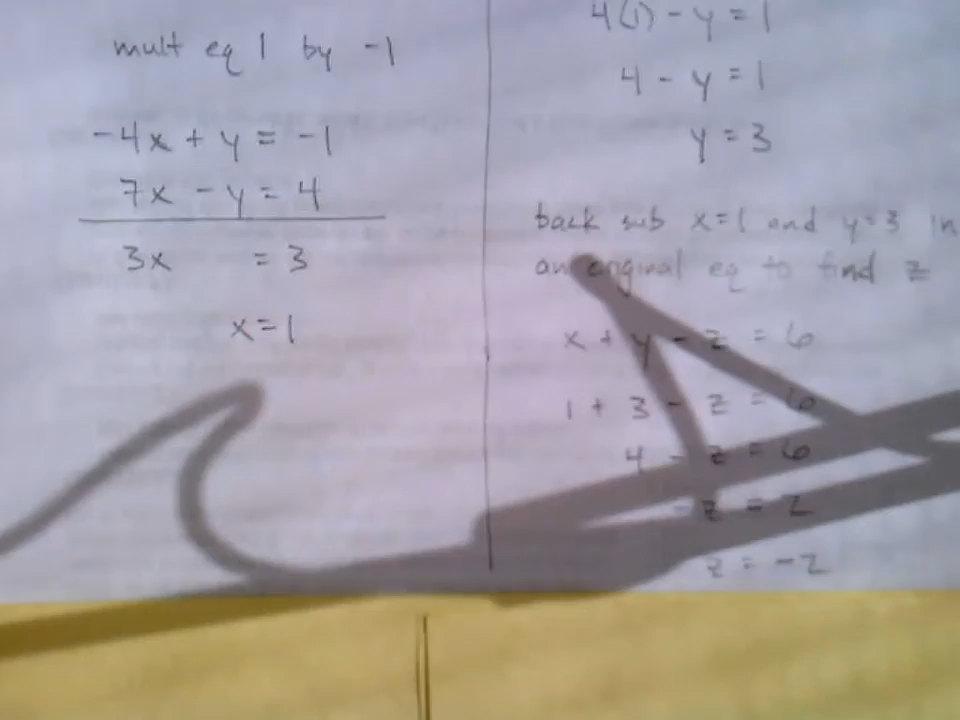 mult eq 1 by -1
-4x + y = -1
7x - y = 4
3x = 3
x = 1
4(1) - y = 1
4 - y = 1
y = 3
back sub x=1 and y=3 in
an original eq to find z
x + y - z = 6
1 + 3 - z = 6
4 - z = 6
-z = 2
z = -2